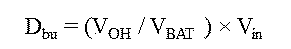 D_bu = (V_OH / V_BAT ) × V_in